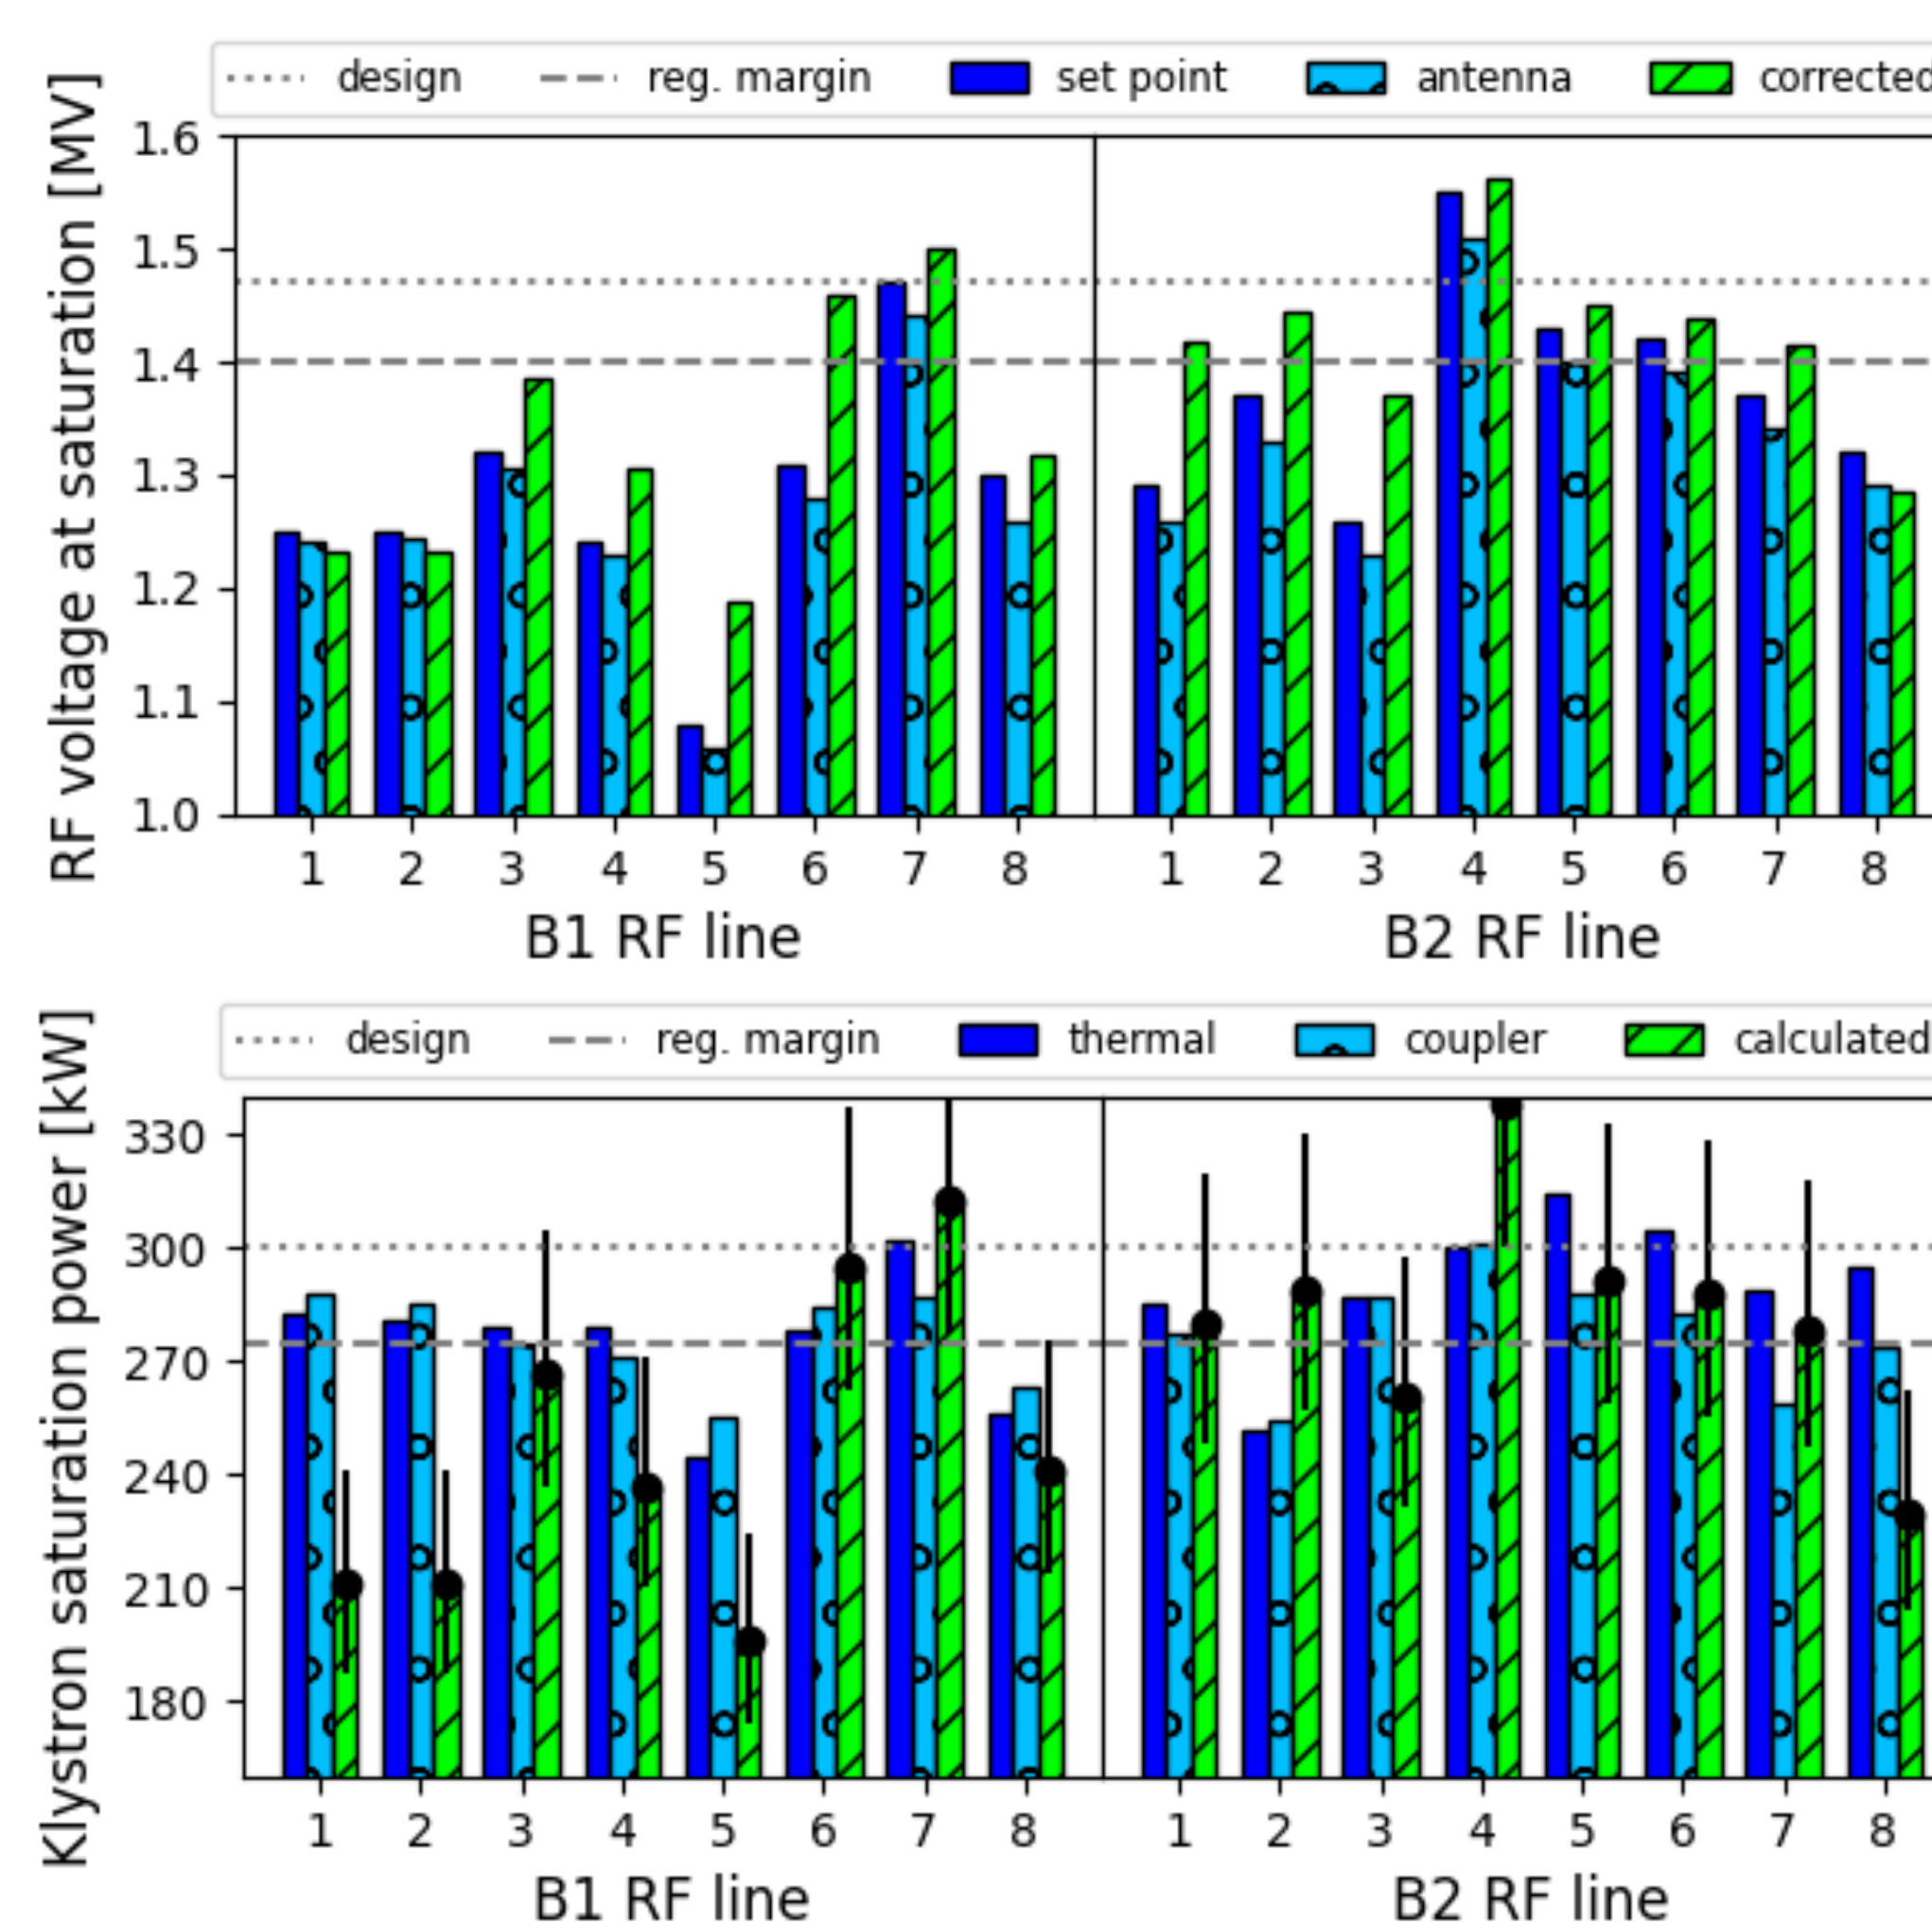 design reg. margin set point antenna corrected
RF voltage at saturation [MV]
1.6
1.5
1.4
1.3
1.2
1.1
1.0
1 2 3 4 5 6 7 8 1 2 3 4 5 6 7 8
B1 RF line B2 RF line
design reg. margin thermal coupler calculated
Klystron saturation power [kW]
330
300
270
240
210
180
1 2 3 4 5 6 7 8 1 2 3 4 5 6 7 8
B1 RF line B2 RF line